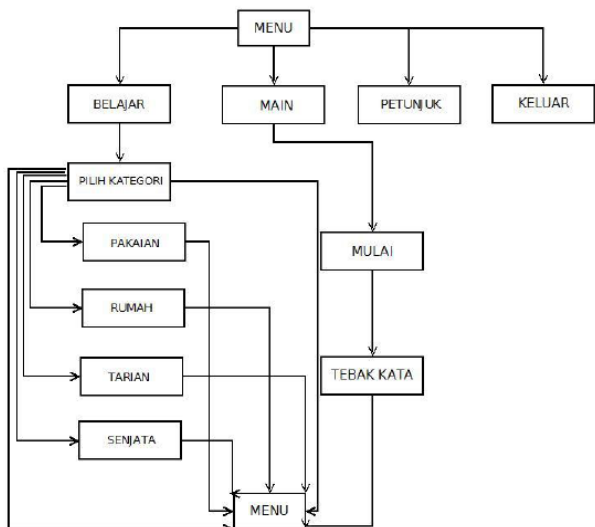 MENU
BELAJAR
MAIN
PETUNJUK
KELUAR
PILIH KATEGORI
PAKAIAN
MULAI
RUMAH
TARIAN
TEBAK KATA
SENJATA
MENU